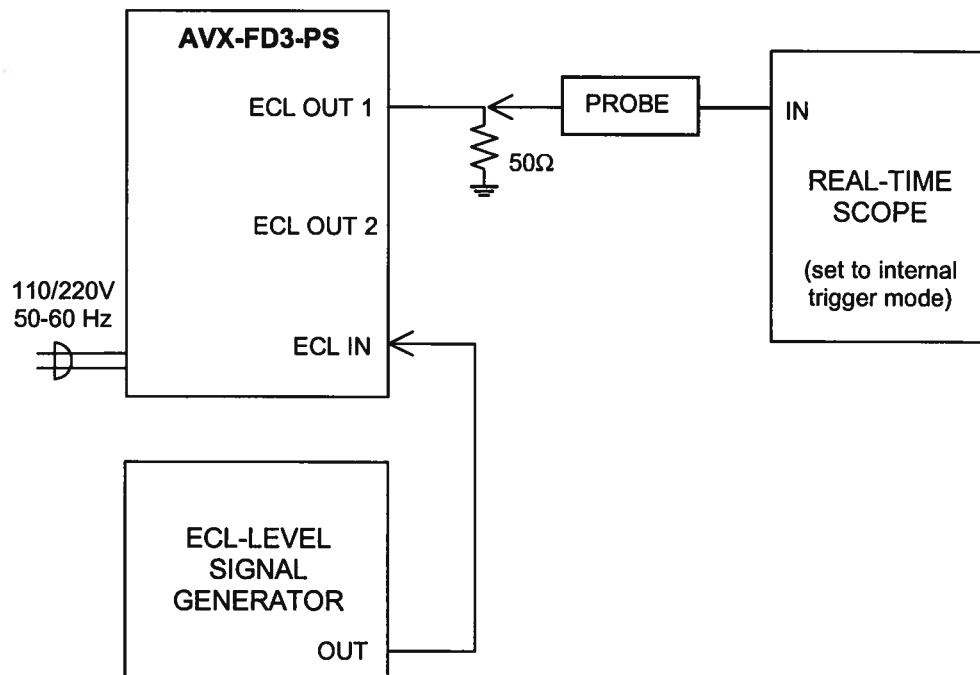 AVX-FD3-PS
ECL OUT 1
PROBE
IN
50Ω
REAL-TIME
SCOPE
(set to internal
trigger mode)
ECL OUT 2
110/220V
50-60 Hz
ECL IN
ECL-LEVEL
SIGNAL
GENERATOR
OUT